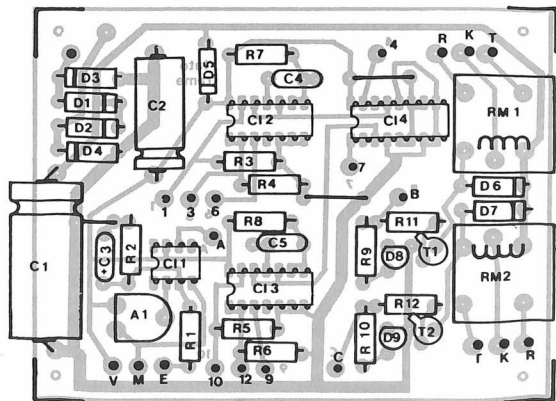 R7
4
R K T
D3
D5
C4
RM 1
D1
C2
CI2
CI4
D2
D4
R3
7
D6
R4
B
D7
1 3 6
R8
R11
C1
+C3
R2
A
C5
R9
D8
T1
CI1
RM2
CI3
R12
A1
R1
R5
R10
D9
T2
R6
T K R
V M E
10 12 9
C